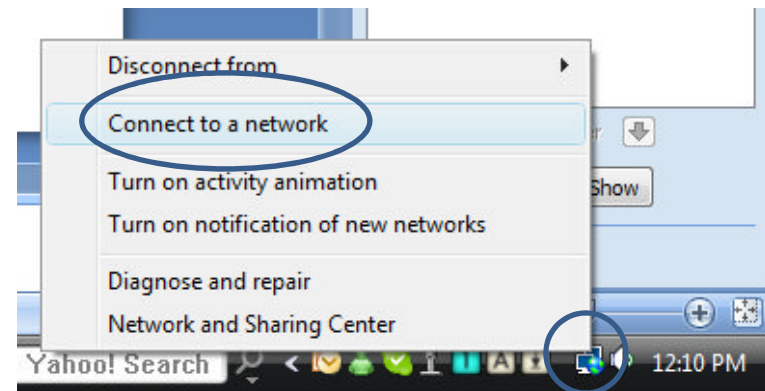 Disconnect from
Connect to a network
Turn on activity animation
Show
Turn on notification of new networks
Diagnose and repair
Network and Sharing Center
Yahoo! Search
12:10 PM